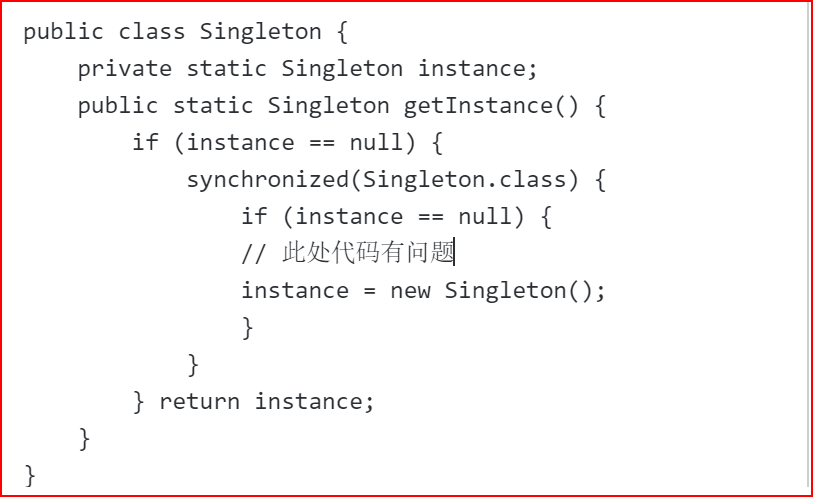 public class Singleton {
    private static Singleton instance;
    public static Singleton getInstance() {
        if (instance == null) {
            synchronized(Singleton.class) {
                if (instance == null) {
                // 此处代码有问题
                instance = new Singleton();
                }
            }
        } return instance;
    }
}